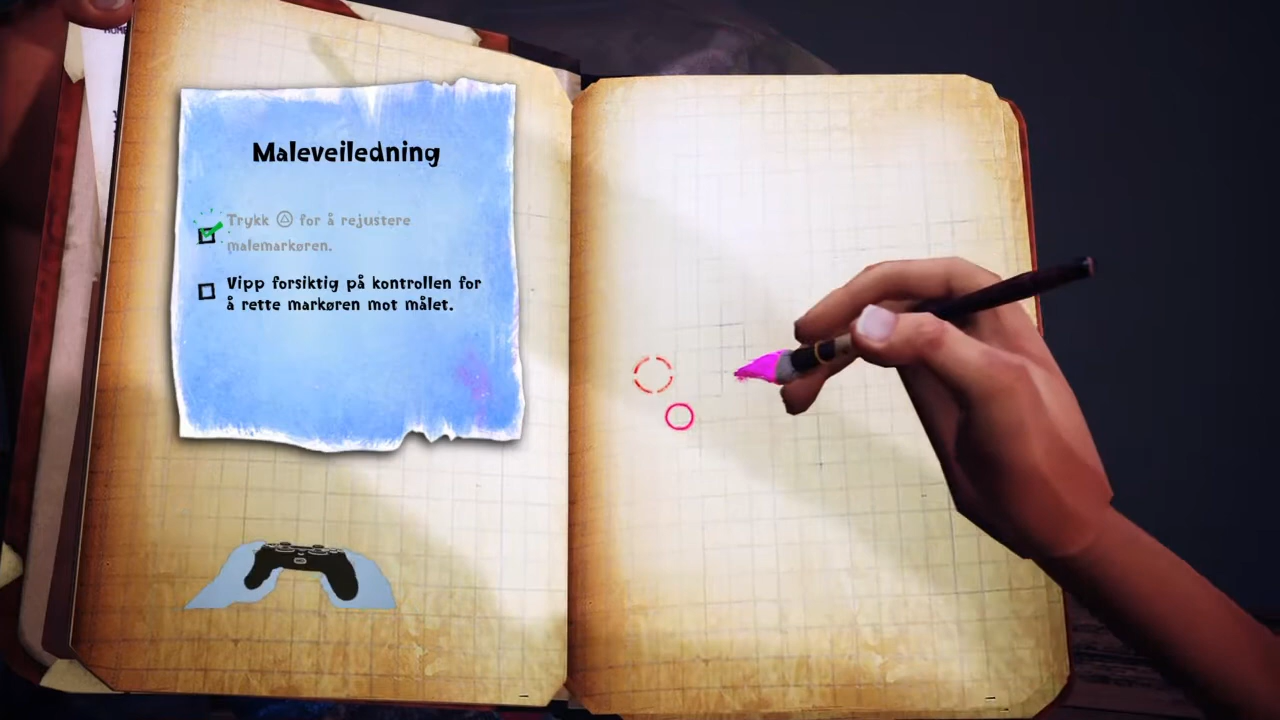 Maleveiledning
Trykk △ for å rejustere
malemarkøren.
Vipp forsiktig på kontrollen for
å rette markøren mot målet.